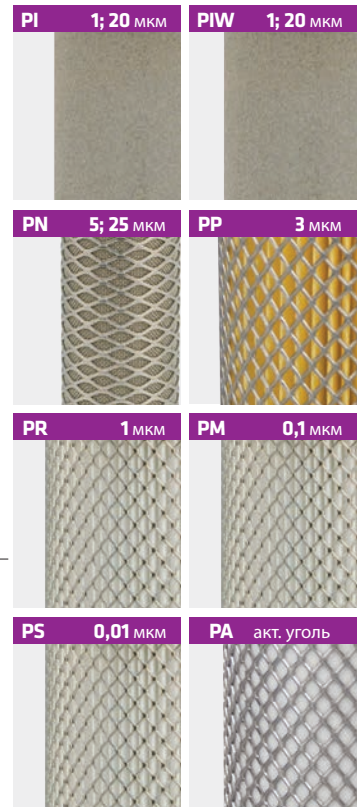 PI 1; 20 мкм
PIW 1; 20 мкм
PN 5; 25 мкм
PP 3 мкм
PR 1 мкм
PM 0,1 мкм
PS 0,01 мкм
PA акт. уголь